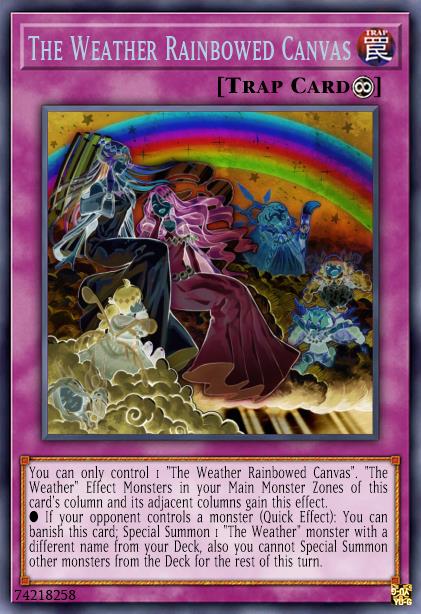 The Weather Rainbowed Canvas
TRAP
罠
[Trap Card]
You can only control 1 "The Weather Rainbowed Canvas". "The
Weather" Effect Monsters in your Main Monster Zones of this
card's column and its adjacent columns gain this effect.
● If your opponent controls a monster (Quick Effect): You can
banish this card; Special Summon 1 "The Weather" monster with a
different name from your Deck, also you cannot Special Summon
other monsters from the Deck for the rest of this turn.
74218258